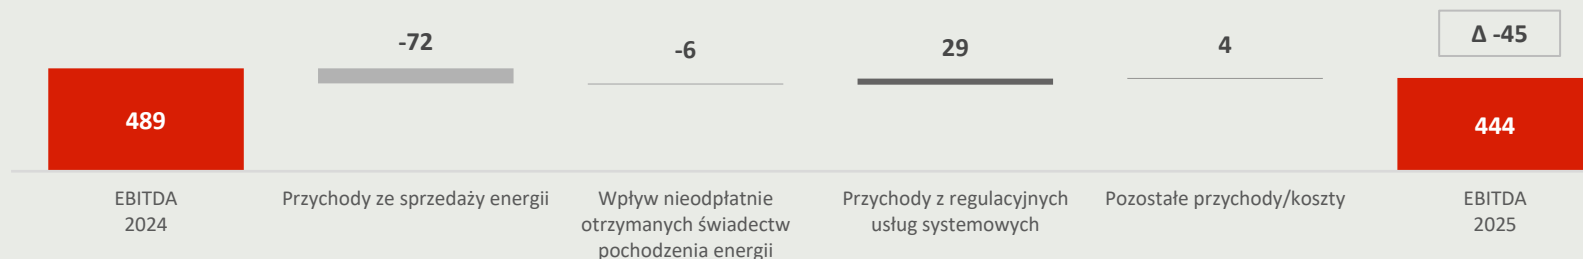 -72
-6
29
4
Δ -45
489
444
EBITDA
2024
Przychody ze sprzedaży energii
Wpływ nieodpłatnie
otrzymanych świadectw
pochodzenia energii
Przychody z regulacyjnych
usług systemowych
Pozostałe przychody/koszty
EBITDA
2025